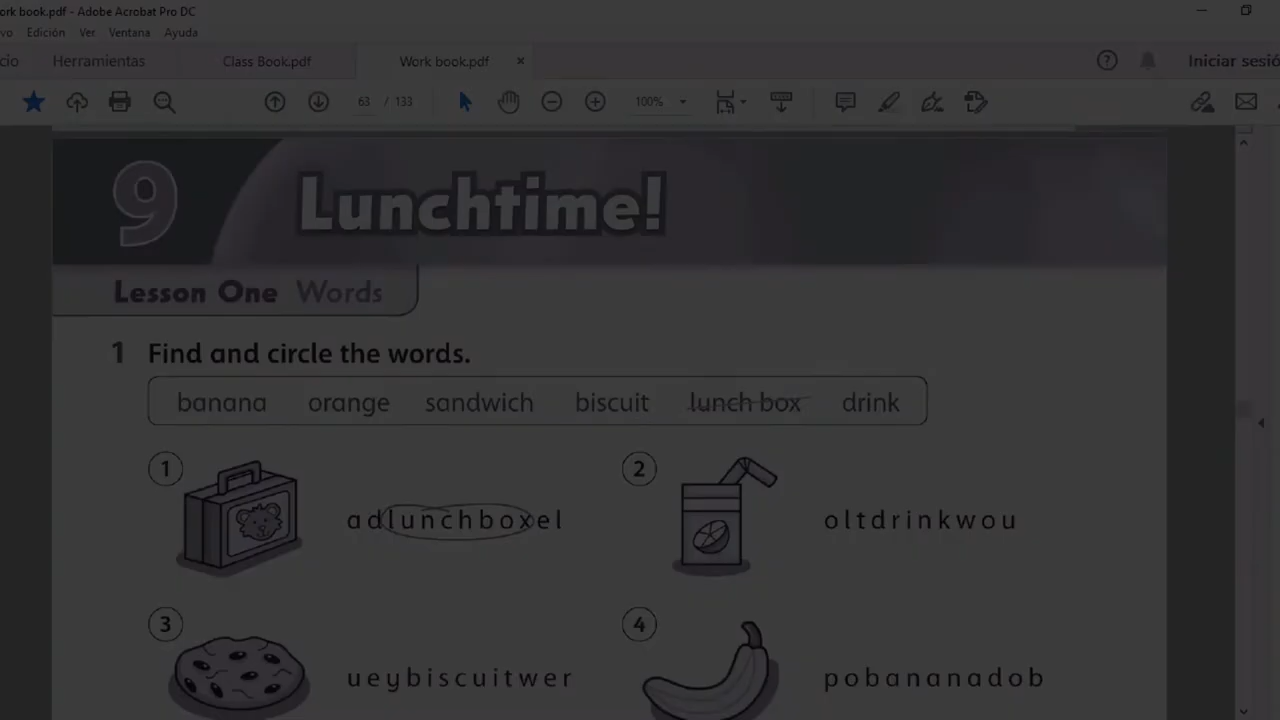 ork book.pdf - Adobe Acrobat Pro DC
vo Edición Ver Ventana Ayuda
cio Herramientas Class Book.pdf Work book.pdf × ? Iniciar sesió
63 / 133 100%
9 Lunchtime!
Lesson One Words
1 Find and circle the words.
banana orange sandwich biscuit lunch box drink
1 adlunchboxel
2 oltdrinkwou
3 ueybiscuitwer
4 pobananadob